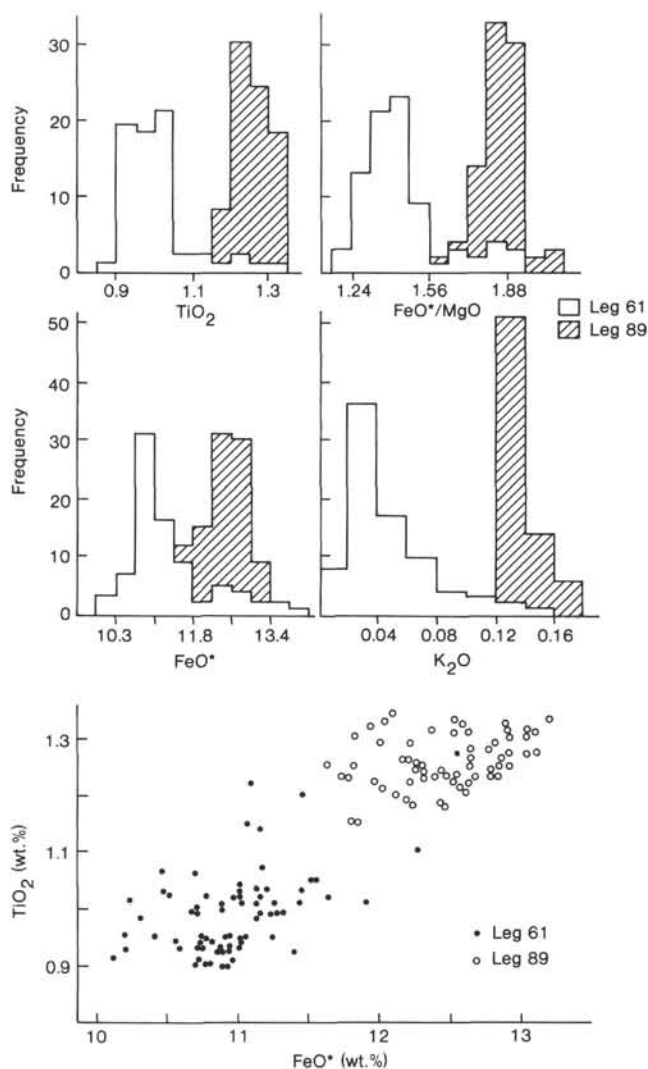 30
20
10
0
Frequency
0.9 1.1 1.3
TiO2
1.24 1.56 1.88
FeO*/MgO
Leg 61
Leg 89
50
40
30
20
10
0
Frequency
10.3 11.8 13.4
FeO*
0.04 0.08 0.12 0.16
K2O
1.3
1.1
0.9
TiO2 (wt.%)
Leg 61
Leg 89
10 11 12 13
FeO* (wt.%)